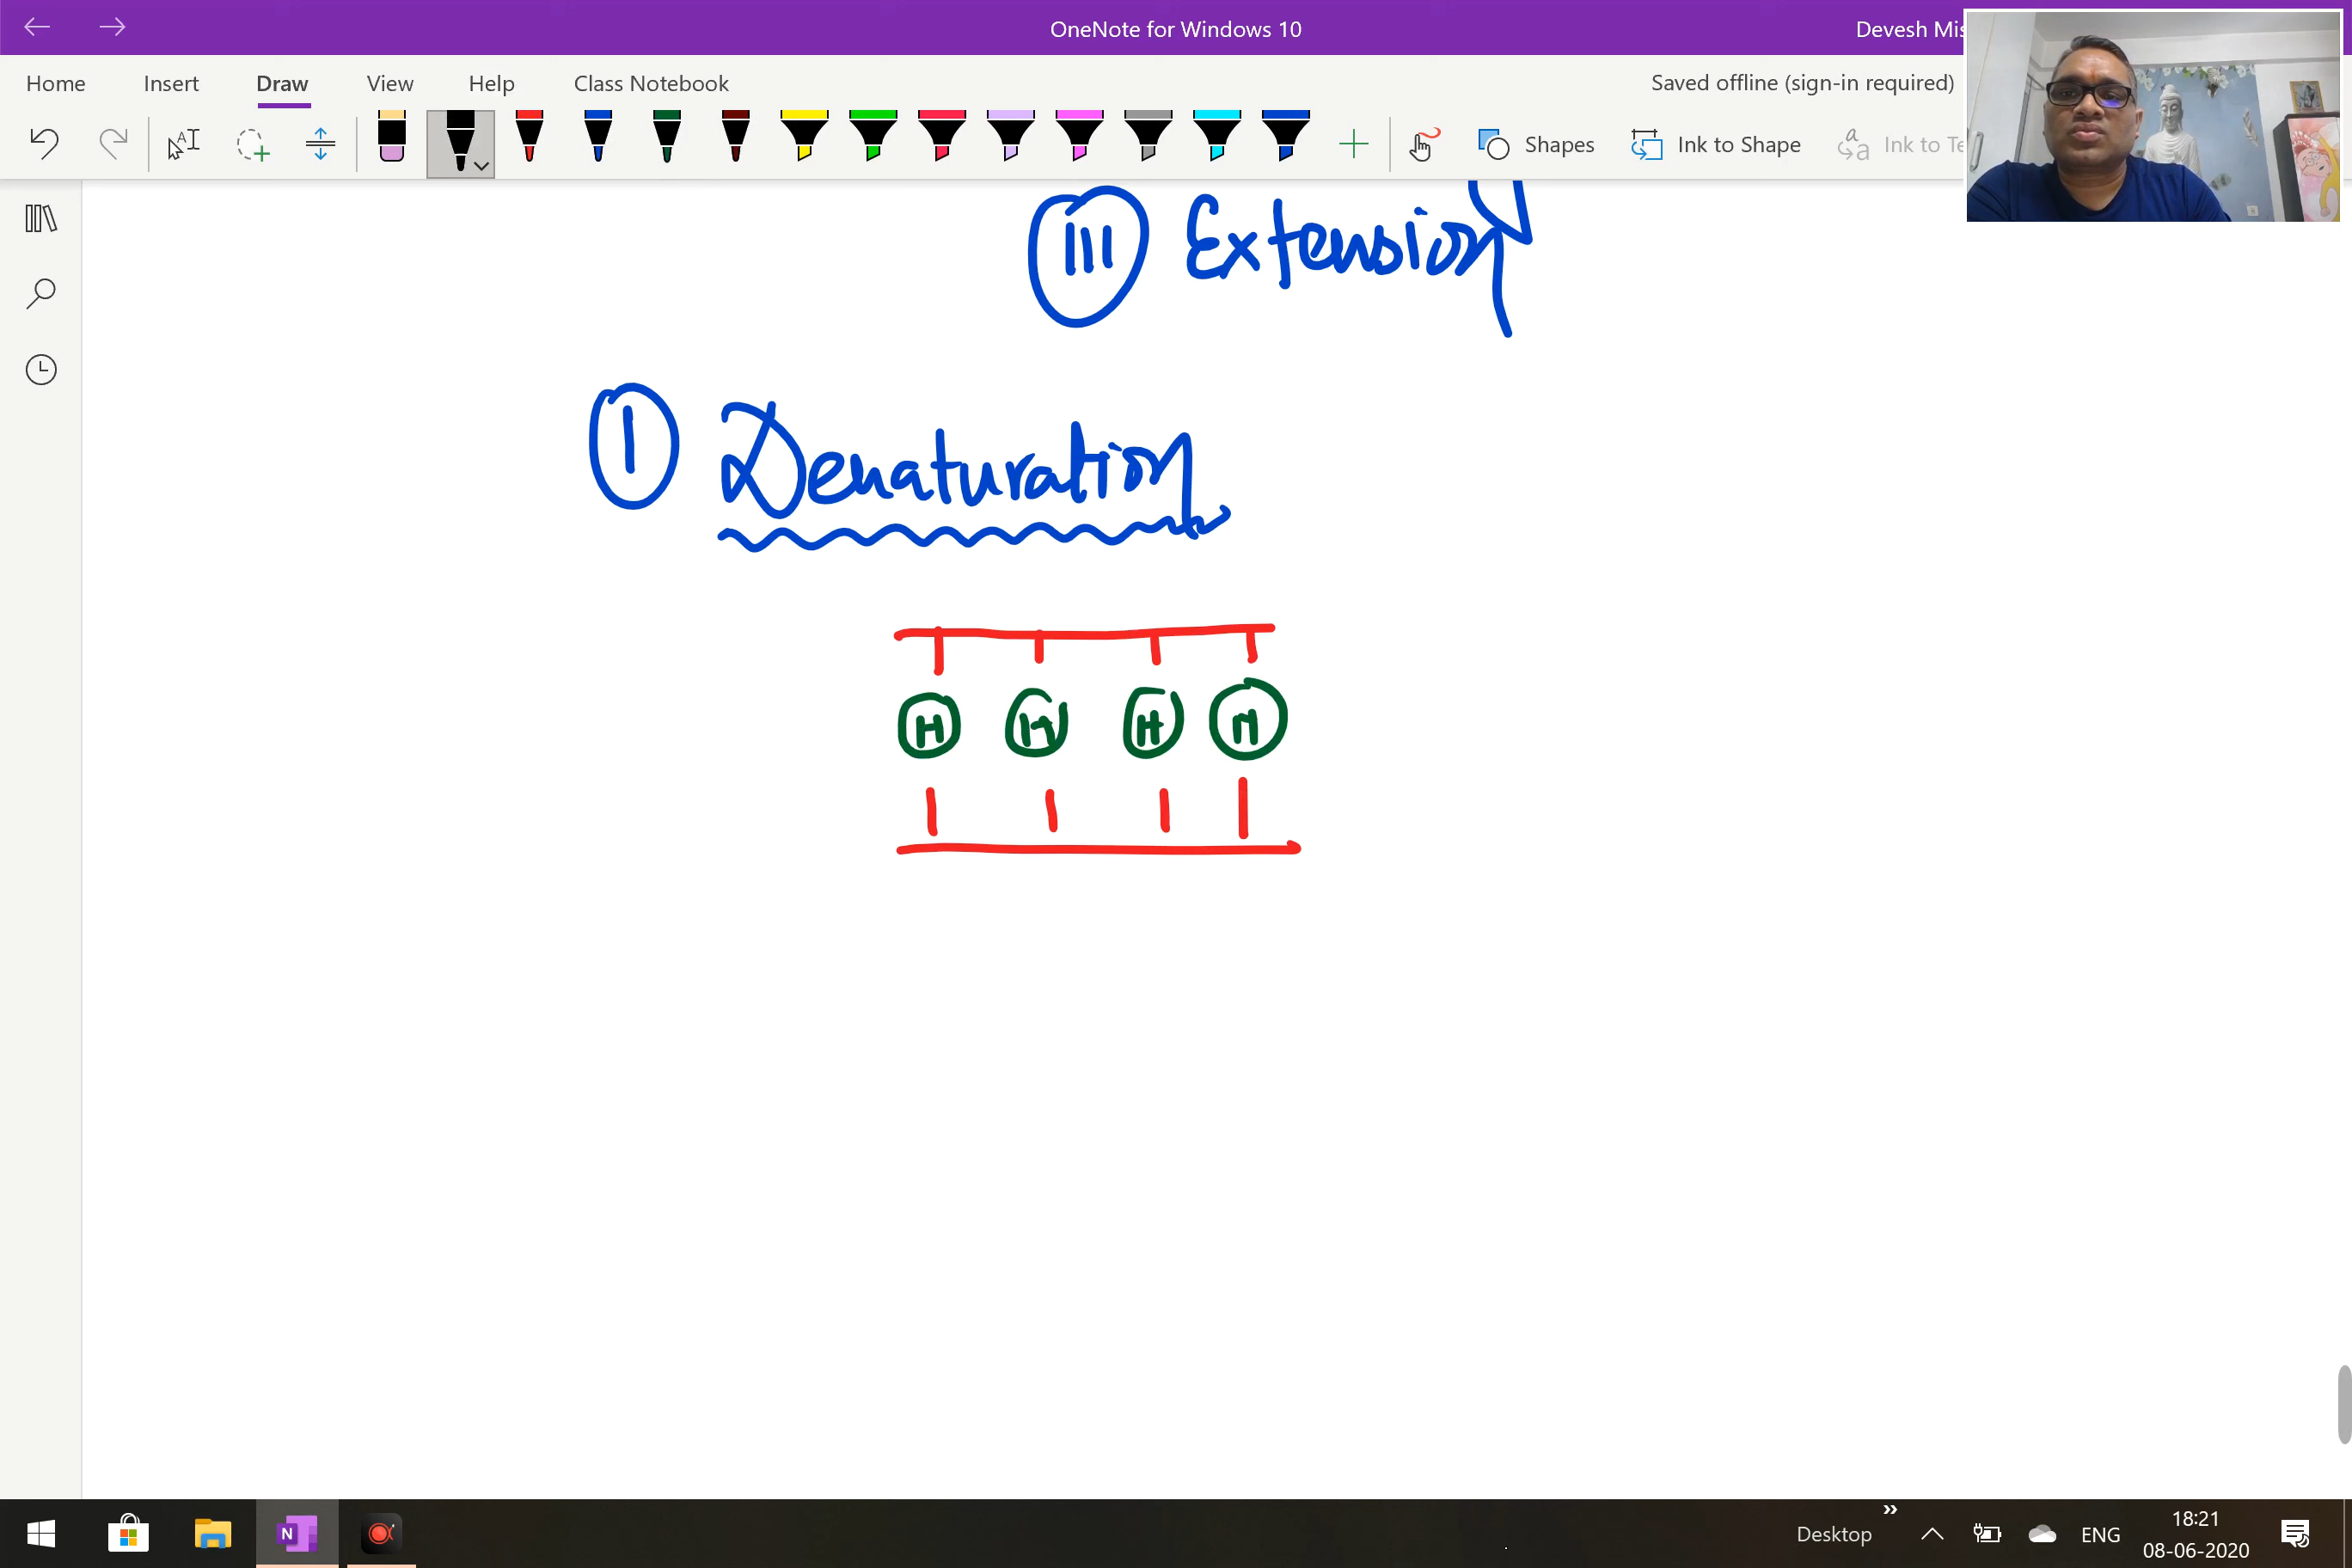 OneNote for Windows 10
Devesh Mis
Home Insert Draw View Help Class Notebook
Saved offline (sign-in required)
Shapes Ink to Shape Ink to Te
III Extension
I Denaturation
H H H H
Desktop
ENG
18:21
08-06-2020